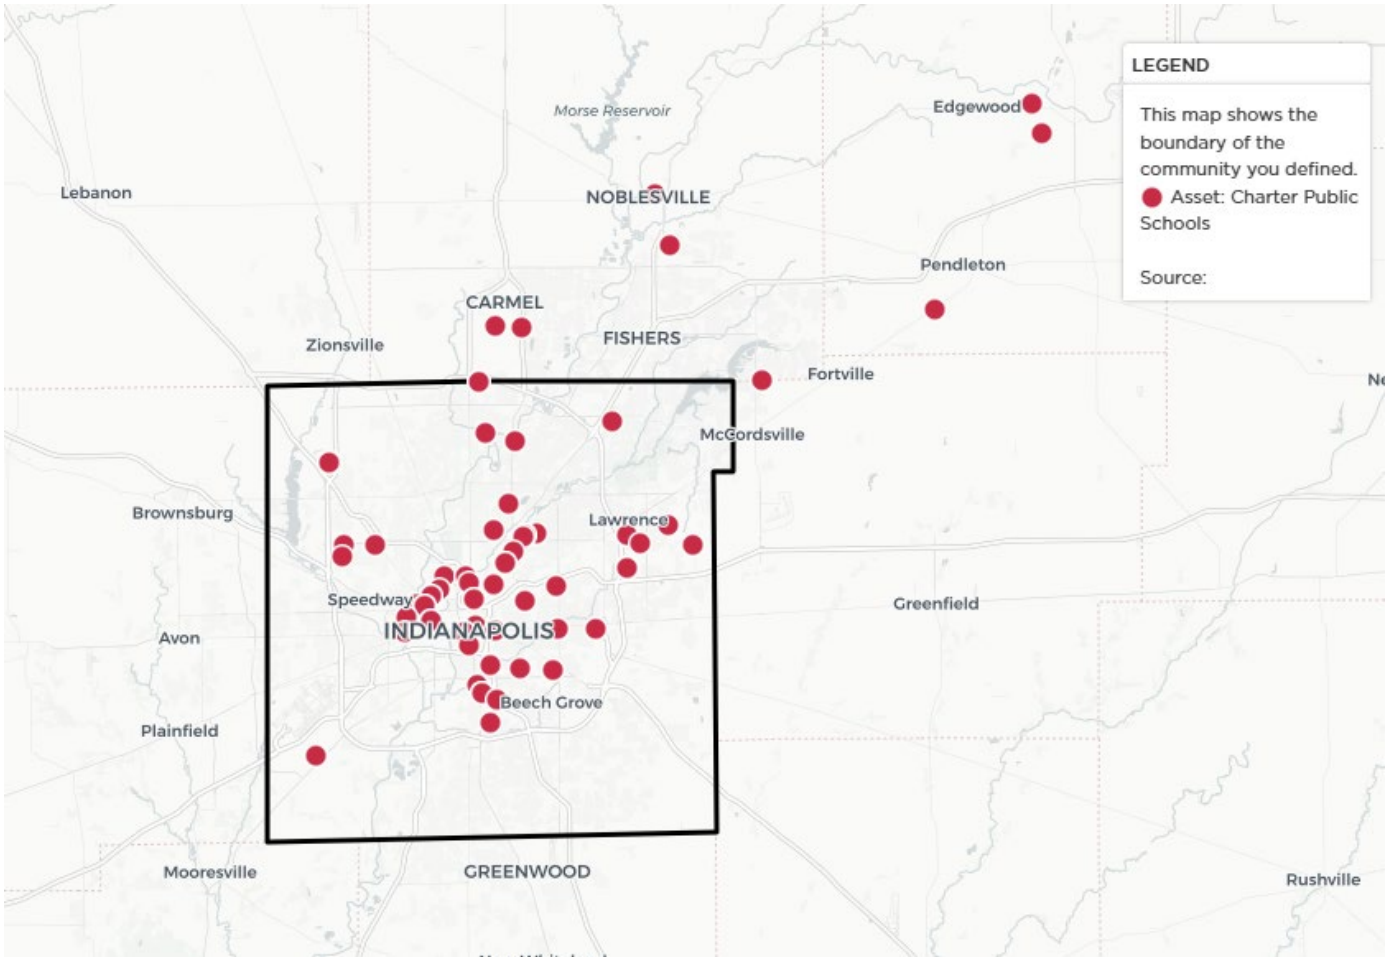 LEGEND
This map shows the
boundary of the
community you defined.
Asset: Charter Public
Schools
Source:
Edgewood
Morse Reservoir
Lebanon
NOBLESVILLE
Pendleton
CARMEL
FISHERS
Zionsville
Fortville
McCordsville
Brownsburg
Lawrence
Speedway
Greenfield
INDIANAPOLIS
Avon
Beech Grove
Plainfield
Mooresville
GREENWOOD
Rushville